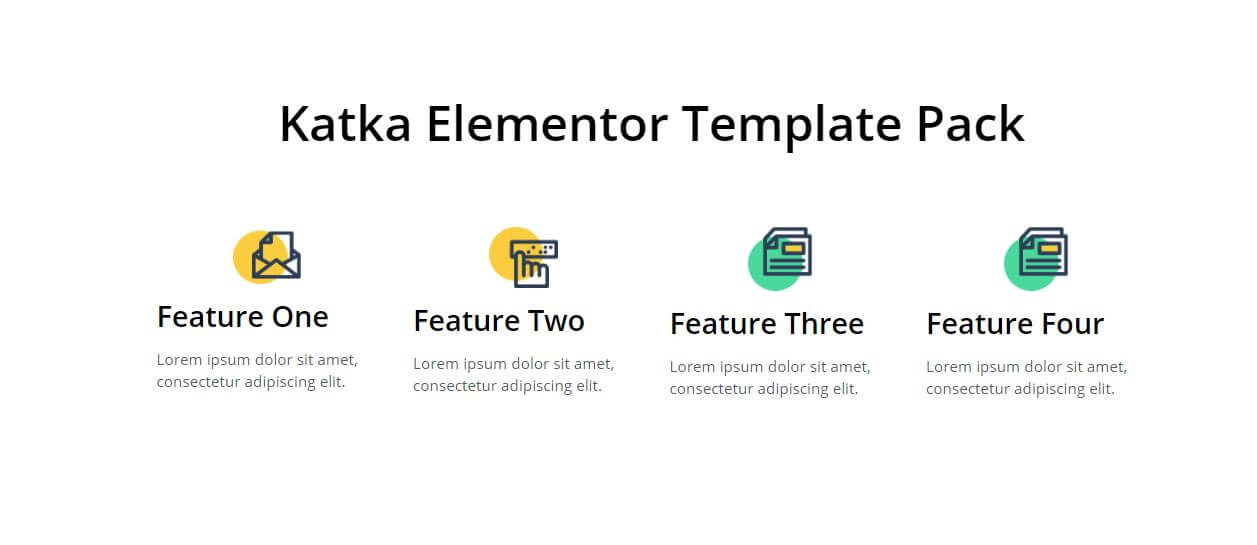 Katka Elementor Template Pack
Feature One
Lorem ipsum dolor sit amet,
consectetur adipiscing elit.
Feature Two
Lorem ipsum dolor sit amet,
consectetur adipiscing elit.
Feature Three
Lorem ipsum dolor sit amet,
consectetur adipiscing elit.
Feature Four
Lorem ipsum dolor sit amet,
consectetur adipiscing elit.